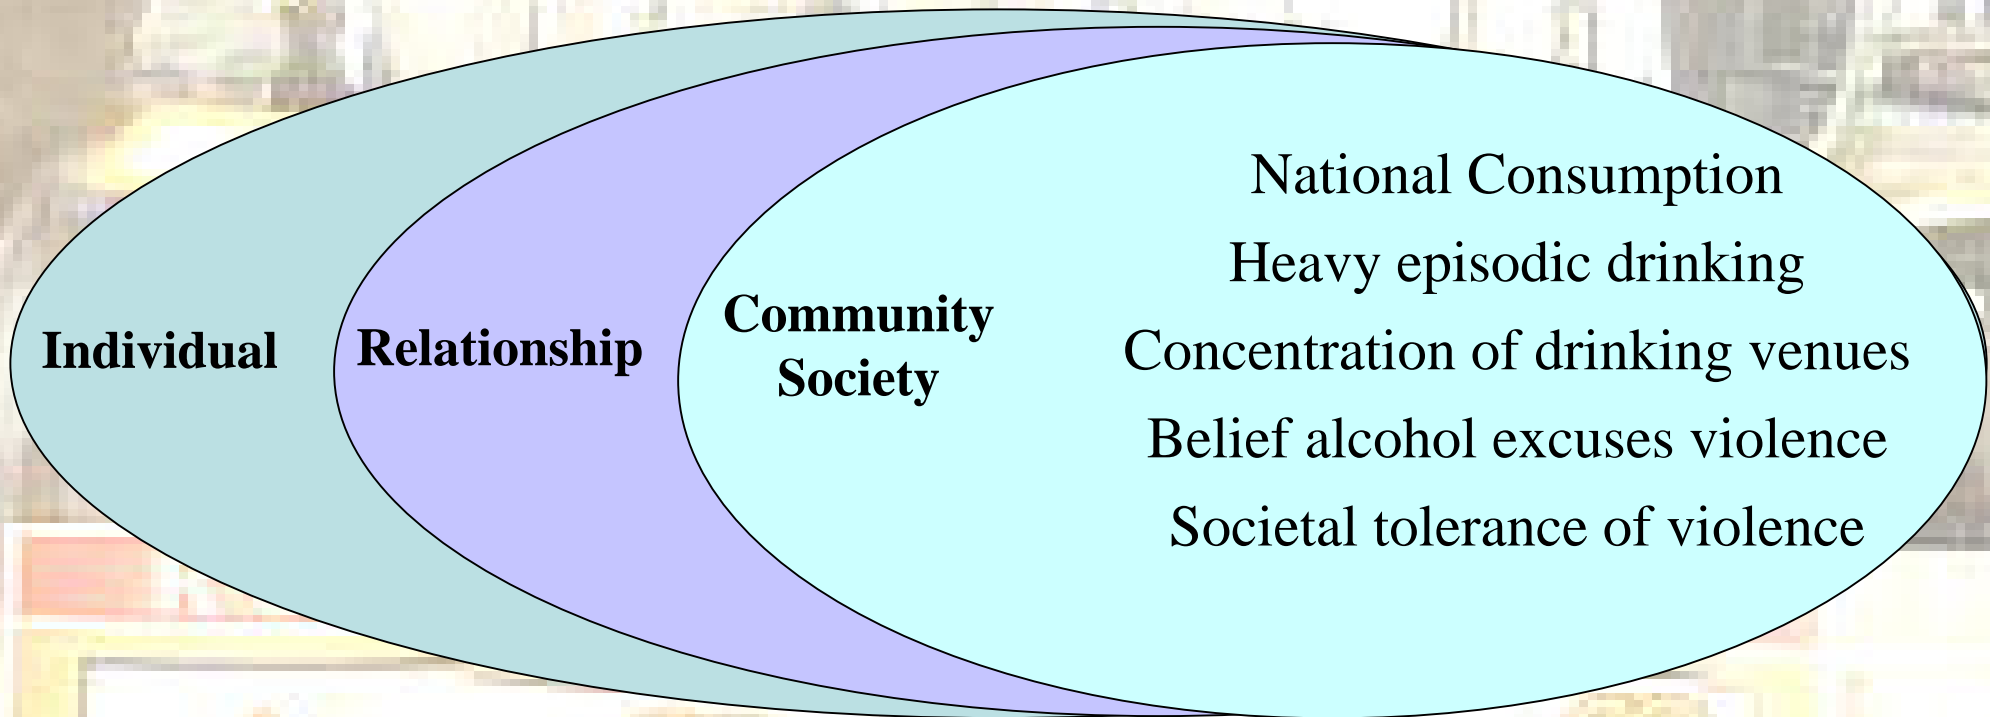 Individual
Relationship
Community
Society
National Consumption
Heavy episodic drinking
Concentration of drinking venues
Belief alcohol excuses violence
Societal tolerance of violence